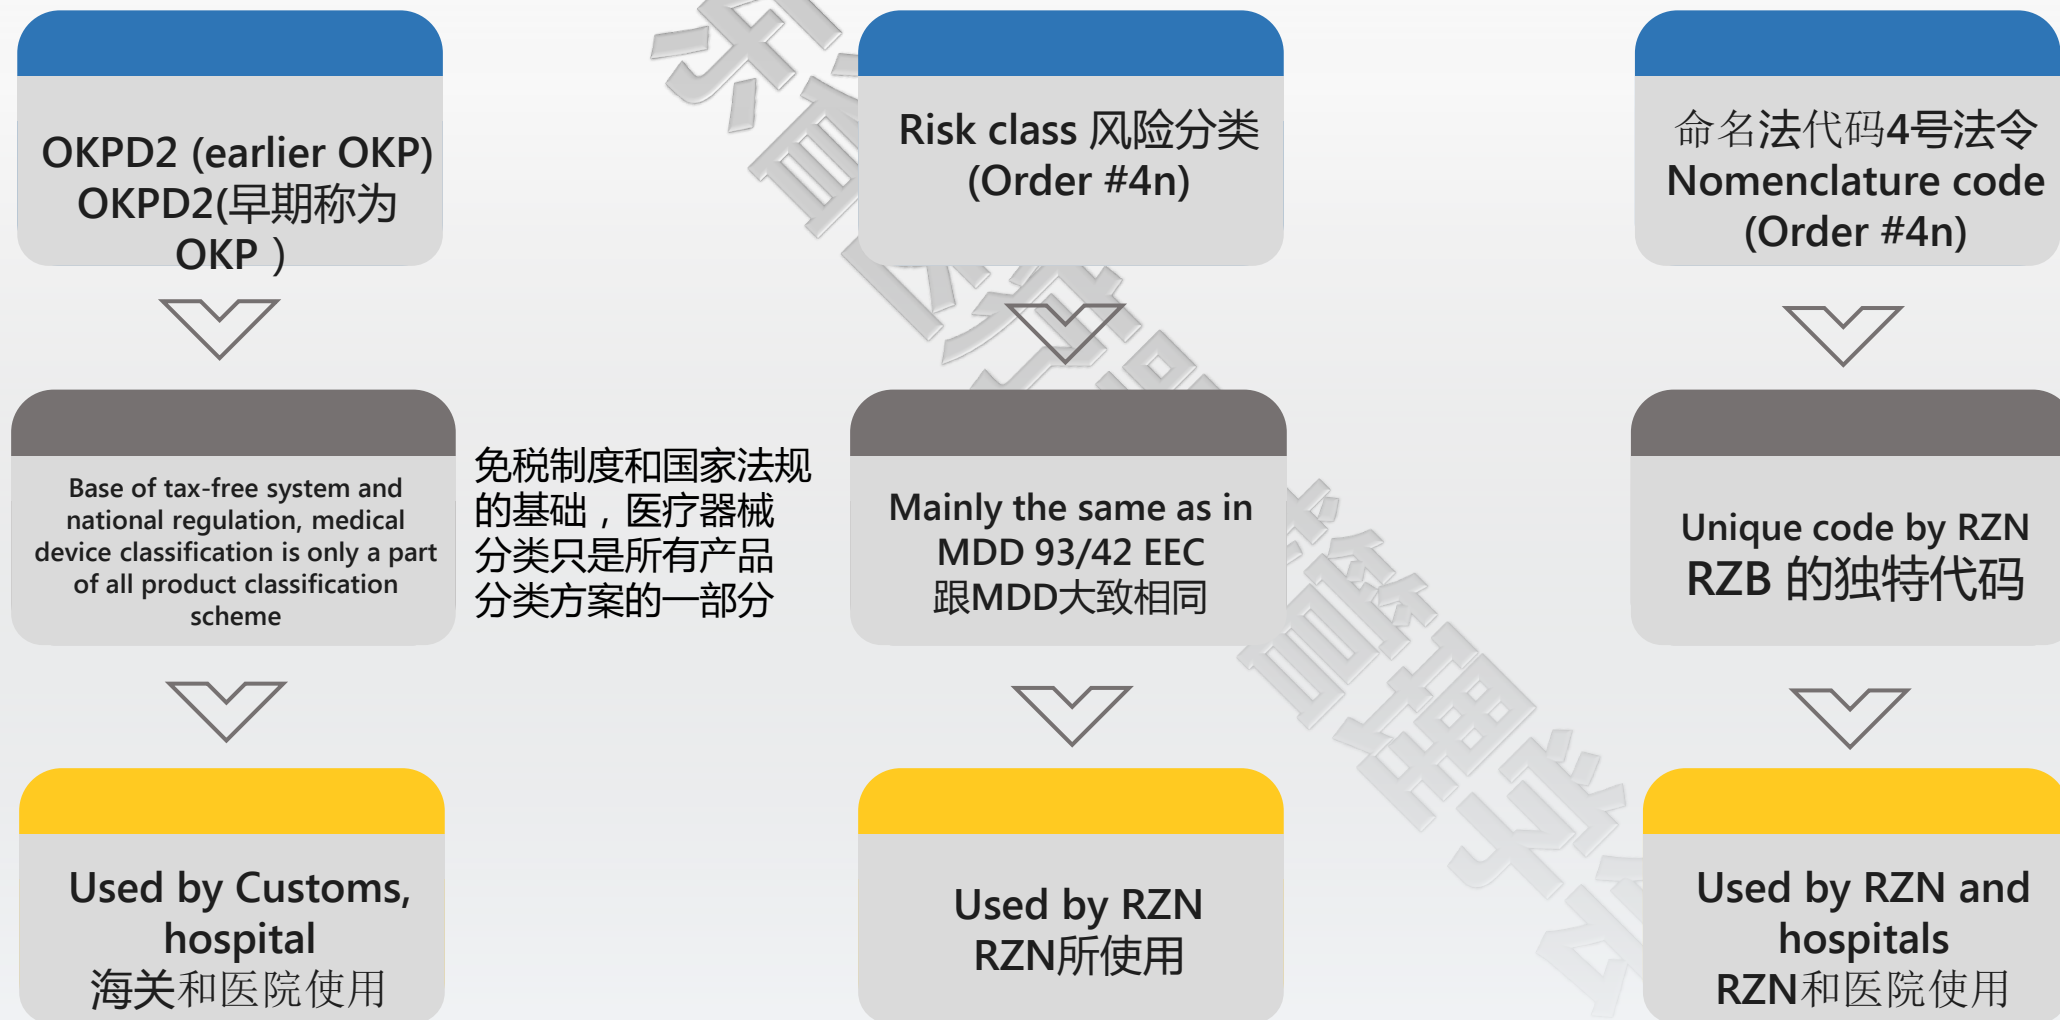 OKPD2 (earlier OKP)
OKPD2(早期称为
OKP )
Risk class 风险分类
(Order #4n)
命名法代码4号法令
Nomenclature code
(Order #4n)
Base of tax-free system and
national regulation, medical
device classification is only a part
of all product classification
scheme
免税制度和国家法规
的基础，医疗器械
分类只是所有产品
分类方案的一部分
Mainly the same as in
MDD 93/42 EEC
跟MDD大致相同
Unique code by RZN
RZB 的独特代码
Used by Customs,
hospital
海关和医院使用
Used by RZN
RZN所使用
Used by RZN and
hospitals
RZN和医院使用